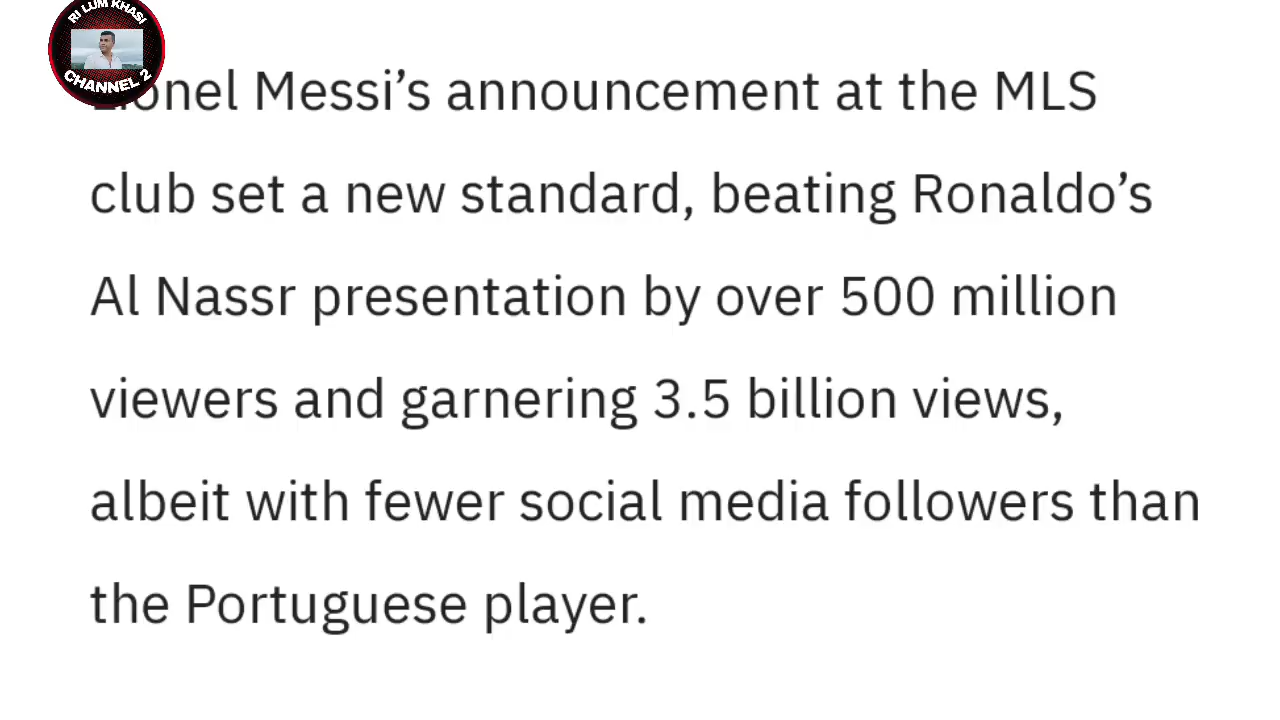 RI LUM KHASI
CHANNEL 2
Lionel Messi’s announcement at the MLS
club set a new standard, beating Ronaldo’s
Al Nassr presentation by over 500 million
viewers and garnering 3.5 billion views,
albeit with fewer social media followers than
the Portuguese player.